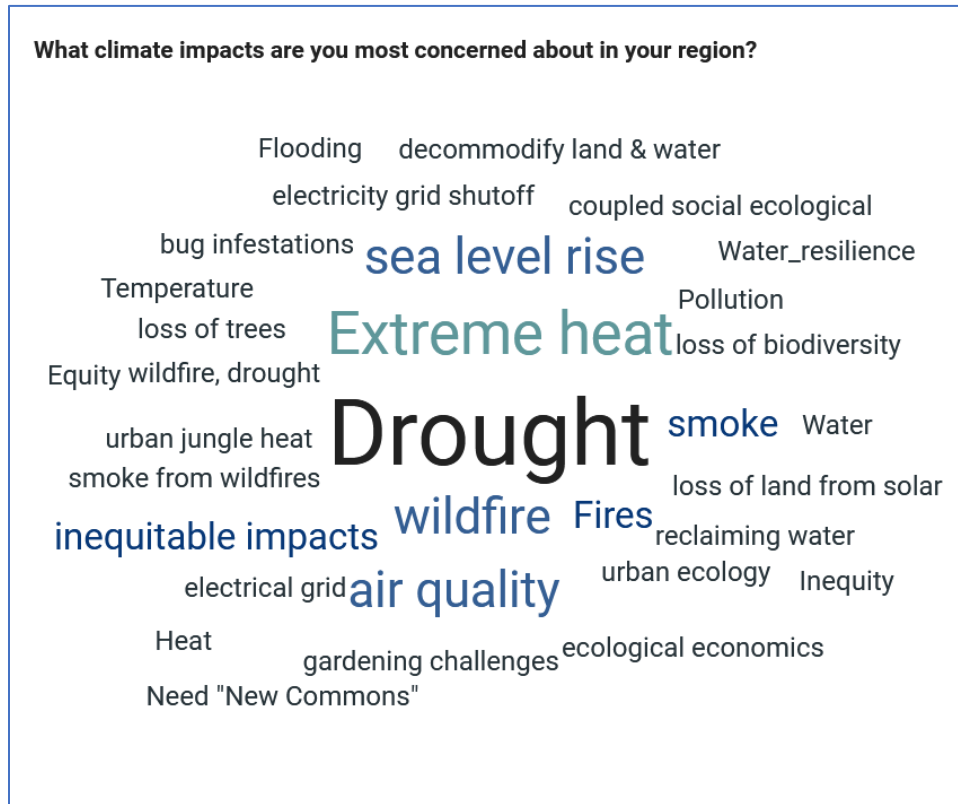 What climate impacts are you most concerned about in your region?
Flooding decommodify land & water
electricity grid shutoff coupled social ecological
bug infestations sea level rise Water_resilience
Temperature Pollution
loss of trees Extreme heat loss of biodiversity
Equity wildfire, drought
Drought smoke Water
urban jungle heat
smoke from wildfires loss of land from solar
inequitable impacts wildfire Fires
reclaiming water
electrical grid air quality urban ecology Inequity
Heat gardening challenges ecological economics
Need "New Commons"